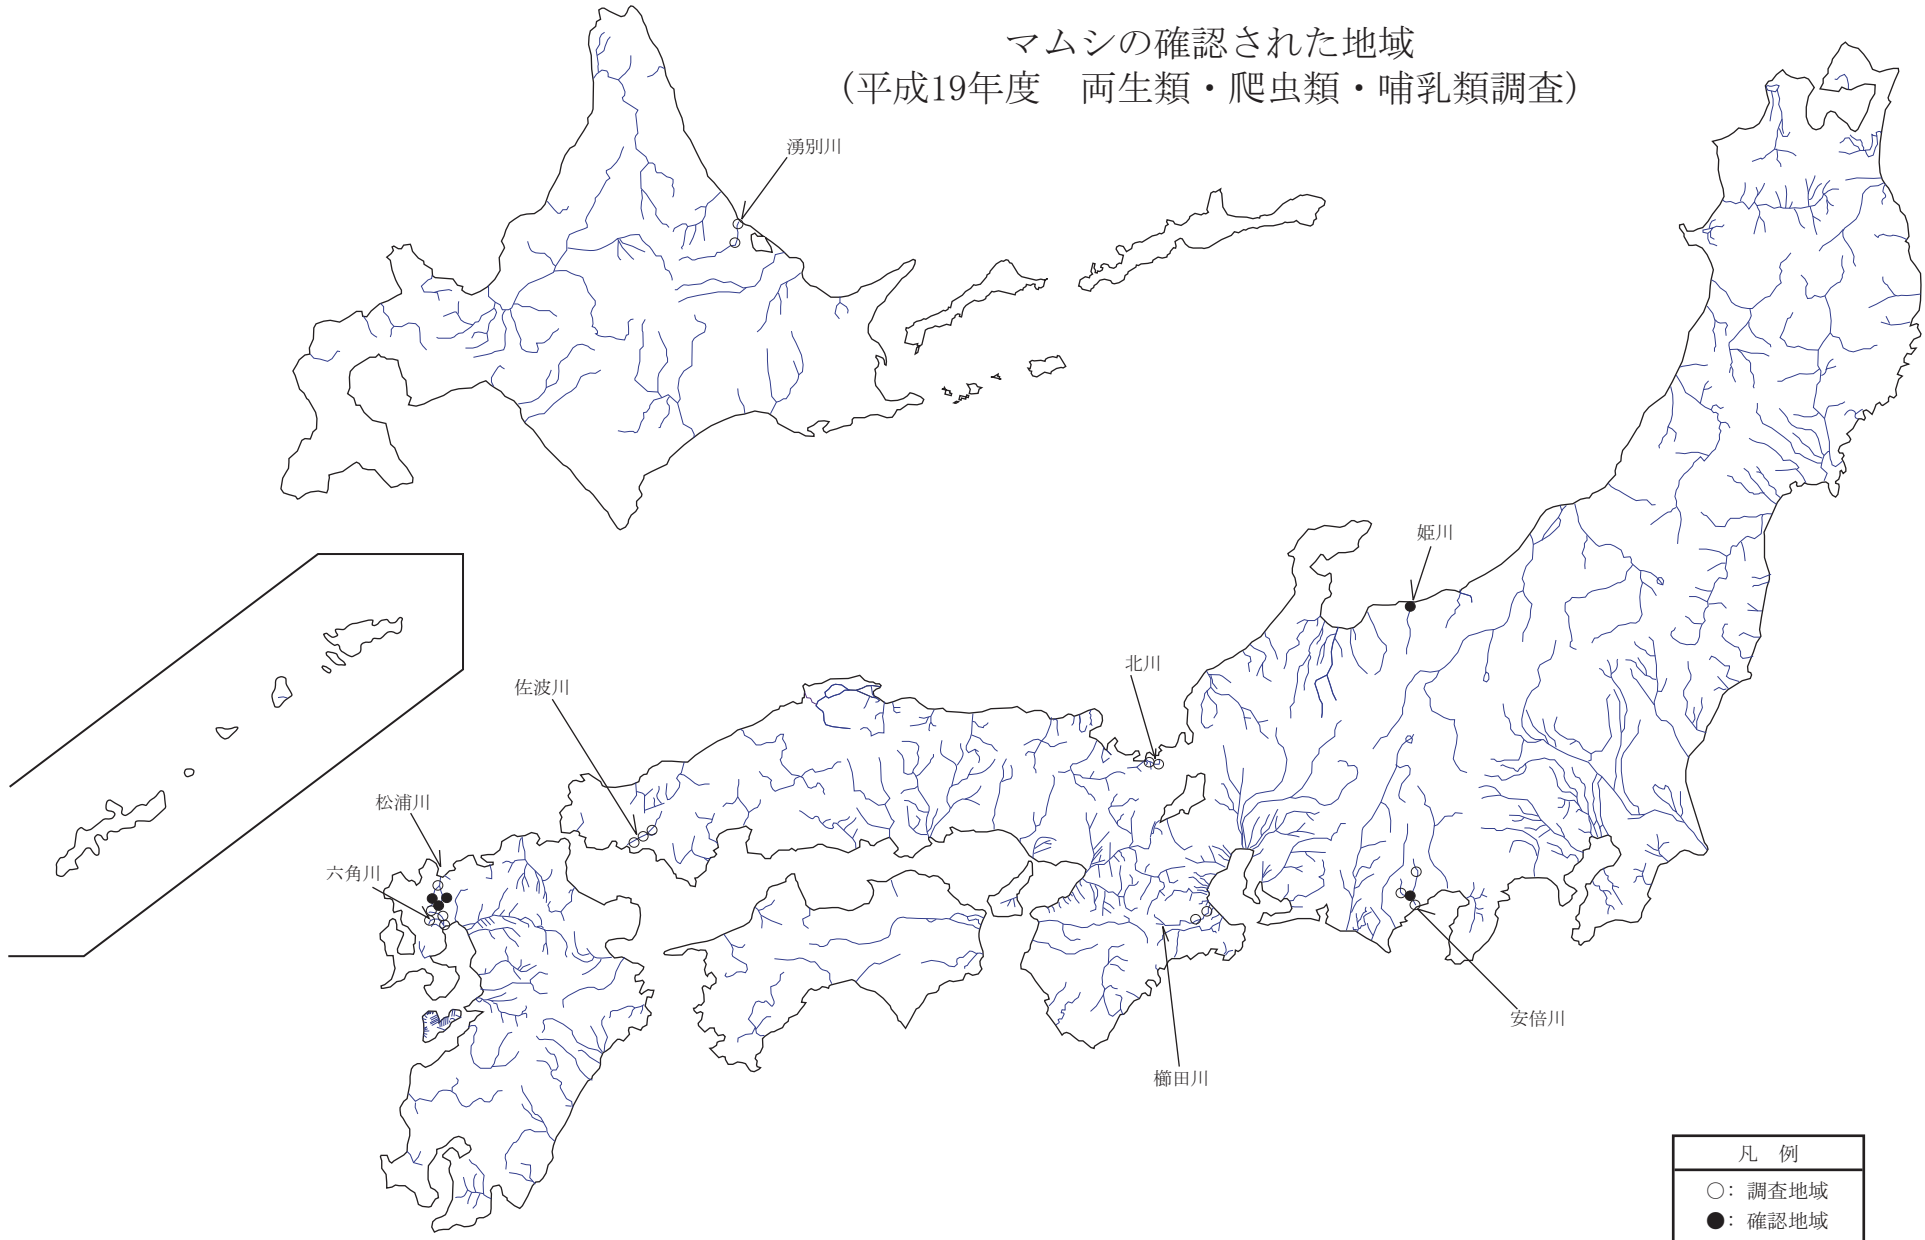 マムシの確認された地域
(平成19年度　両生類・爬虫類・哺乳類調査)
湧別川
姫川
北川
佐波川
松浦川
六角川
安倍川
櫛田川
凡　例
○： 調査地域
●： 確認地域